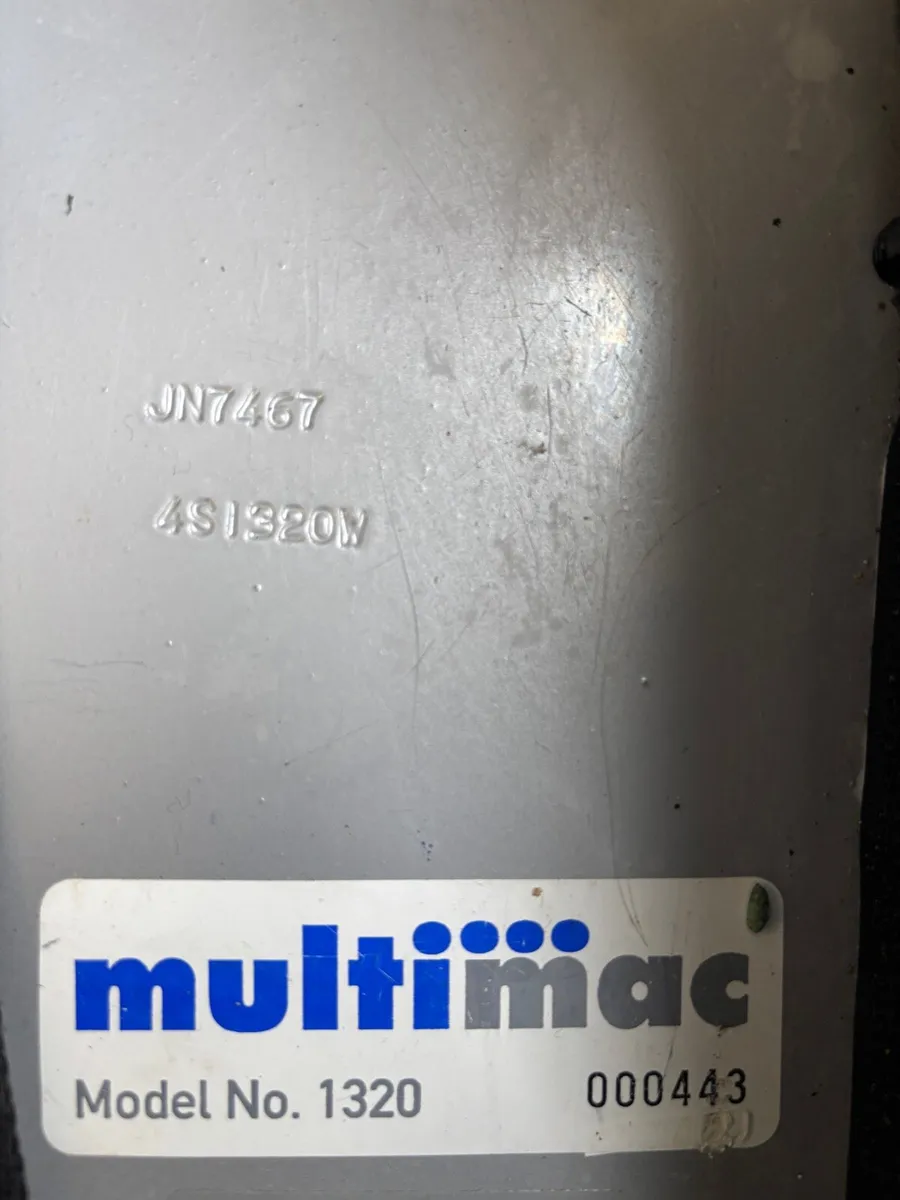 JN7467
4S1320W
multimac
Model No. 1320 000443